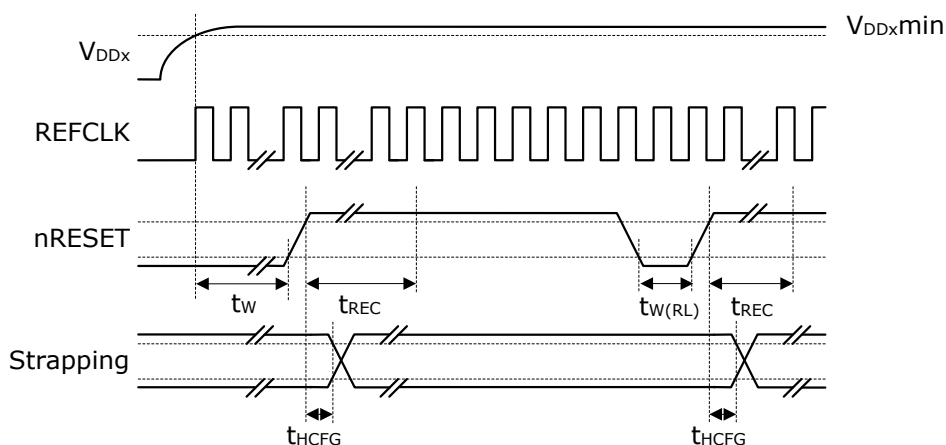 VDDx
VDDxmin
REFCLK
nRESET
tW
tREC
tW(RL)
tREC
Strapping
tHCFG
tHCFG